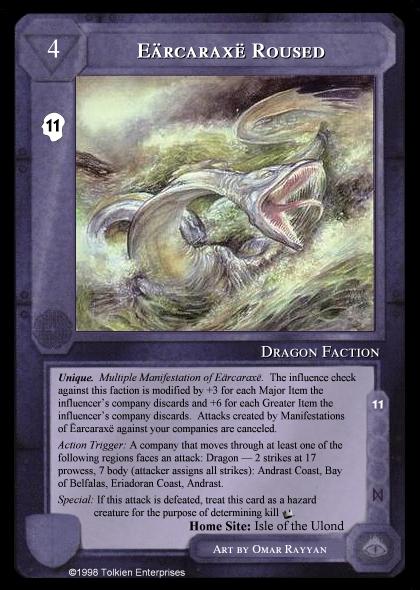 4
EÄRCARAXË ROUSED
11
DRAGON FACTION
Unique. Multiple Manifestation of Eärcaraxë. The influence check
against this faction is modified by +3 for each Major Item the
influencer's company discards and +6 for each Greater Item the
influencer's company discards. Attacks created by Manifestations
of Ëarcaraxë against your companies are canceled.
11
Action Trigger: A company that moves through at least one of the
following regions faces an attack: Dragon — 2 strikes at 17
prowess, 7 body (attacker assigns all strikes): Andrast Coast, Bay
of Belfalas, Eriadoran Coast, Andrast.
Special: If this attack is defeated, treat this card as a hazard
creature for the purpose of determining kill
Home Site: Isle of the Ulond
ART BY OMAR RAYYAN
©1998 Tolkien Enterprises